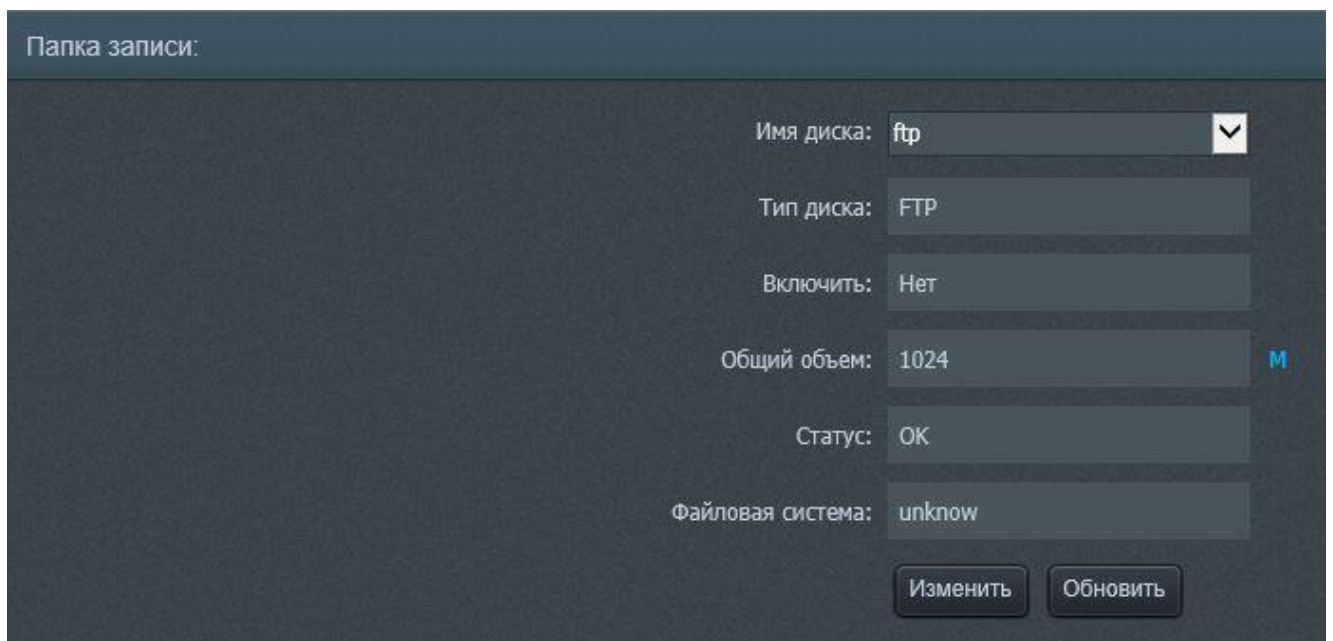 Папка записи:
Имя диска: ftp
Тип диска: FTP
Включить: Нет
Общий объем: 1024 M
Статус: OK
Файловая система: unknow
Изменить Обновить